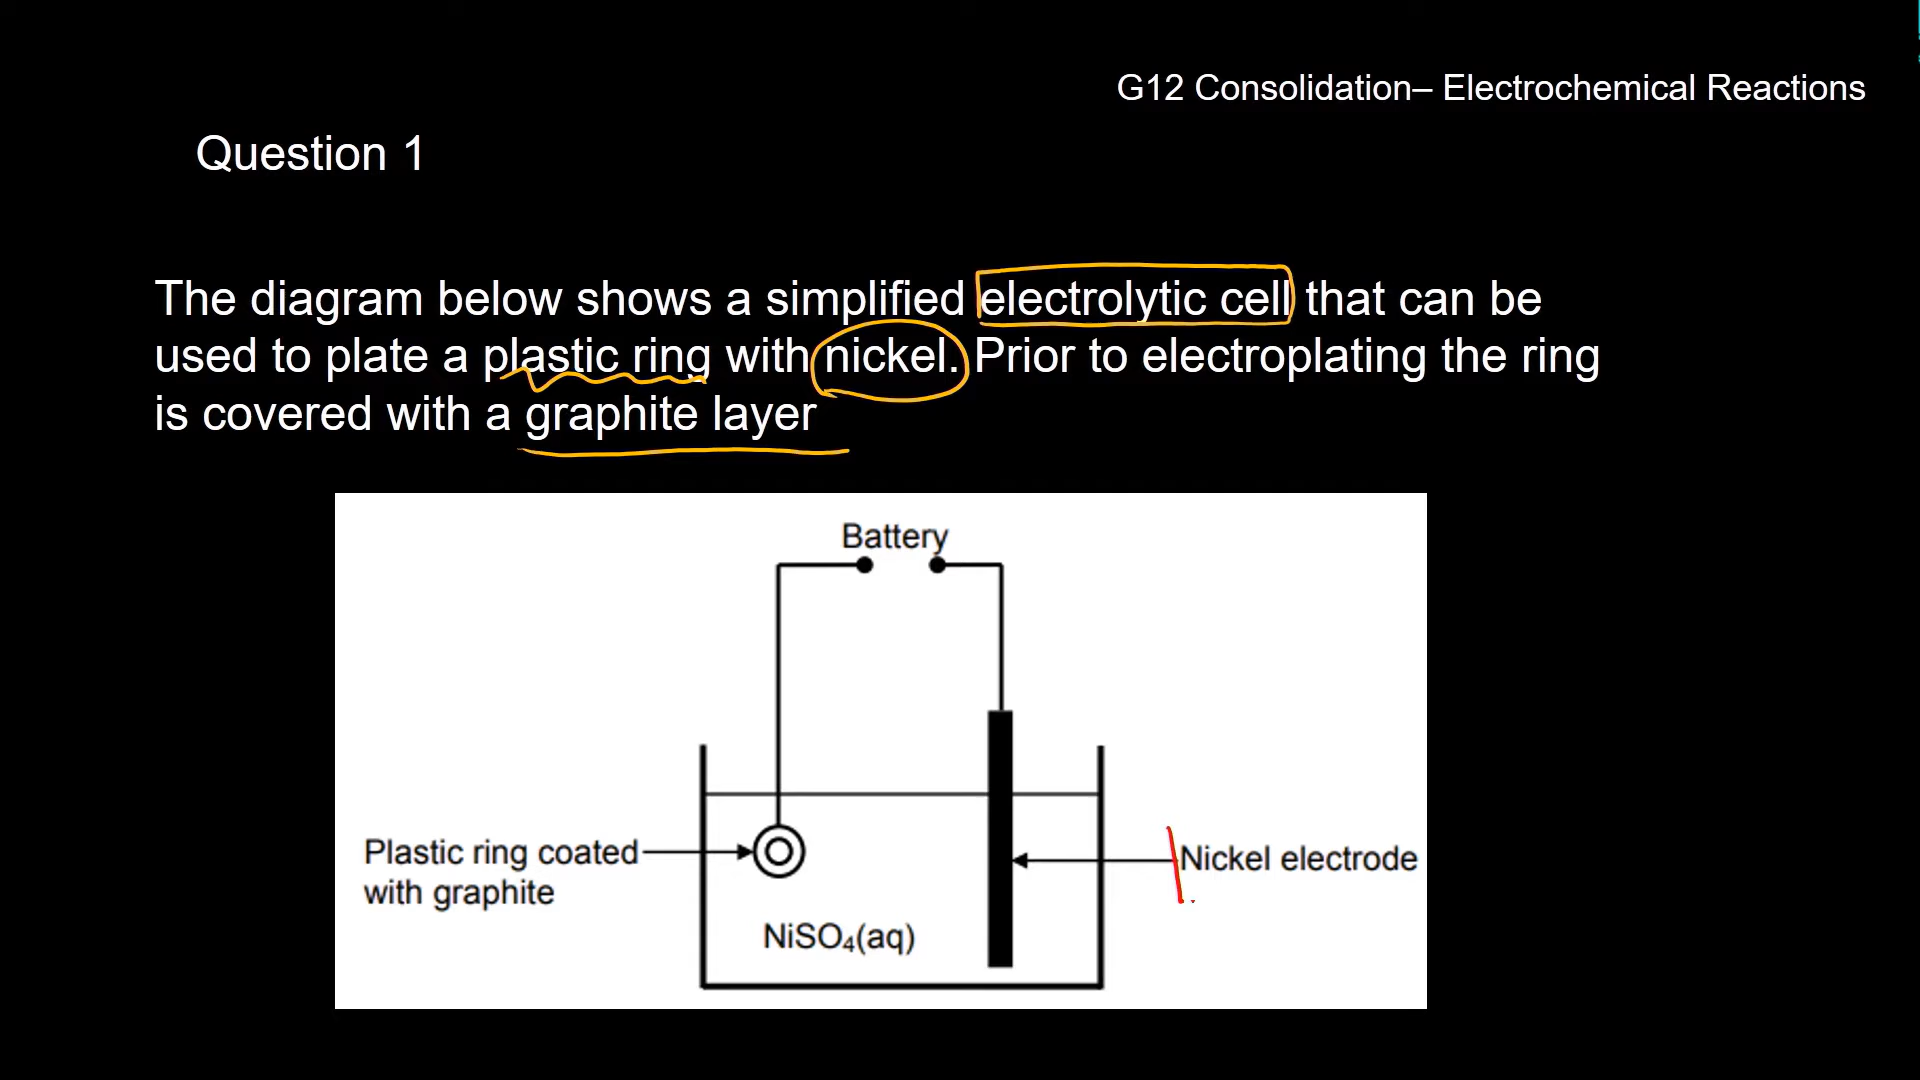 G12 Consolidation– Electrochemical Reactions
Question 1
The diagram below shows a simplified electrolytic cell that can be
used to plate a plastic ring with nickel. Prior to electroplating the ring
is covered with a graphite layer
Battery
Plastic ring coated
with graphite
Nickel electrode
NiSO₄(aq)